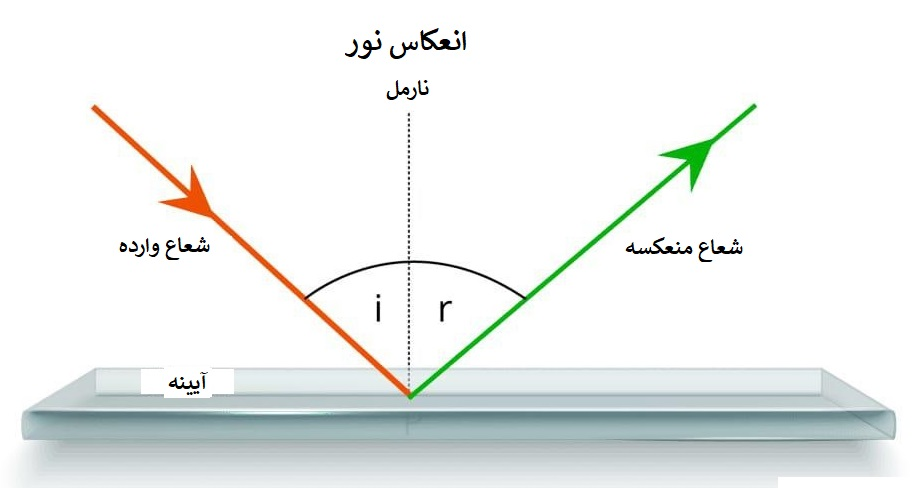 انعکاس نور
نارمل
شعاع وارده
شعاع منعکسه
i
r
آیینه